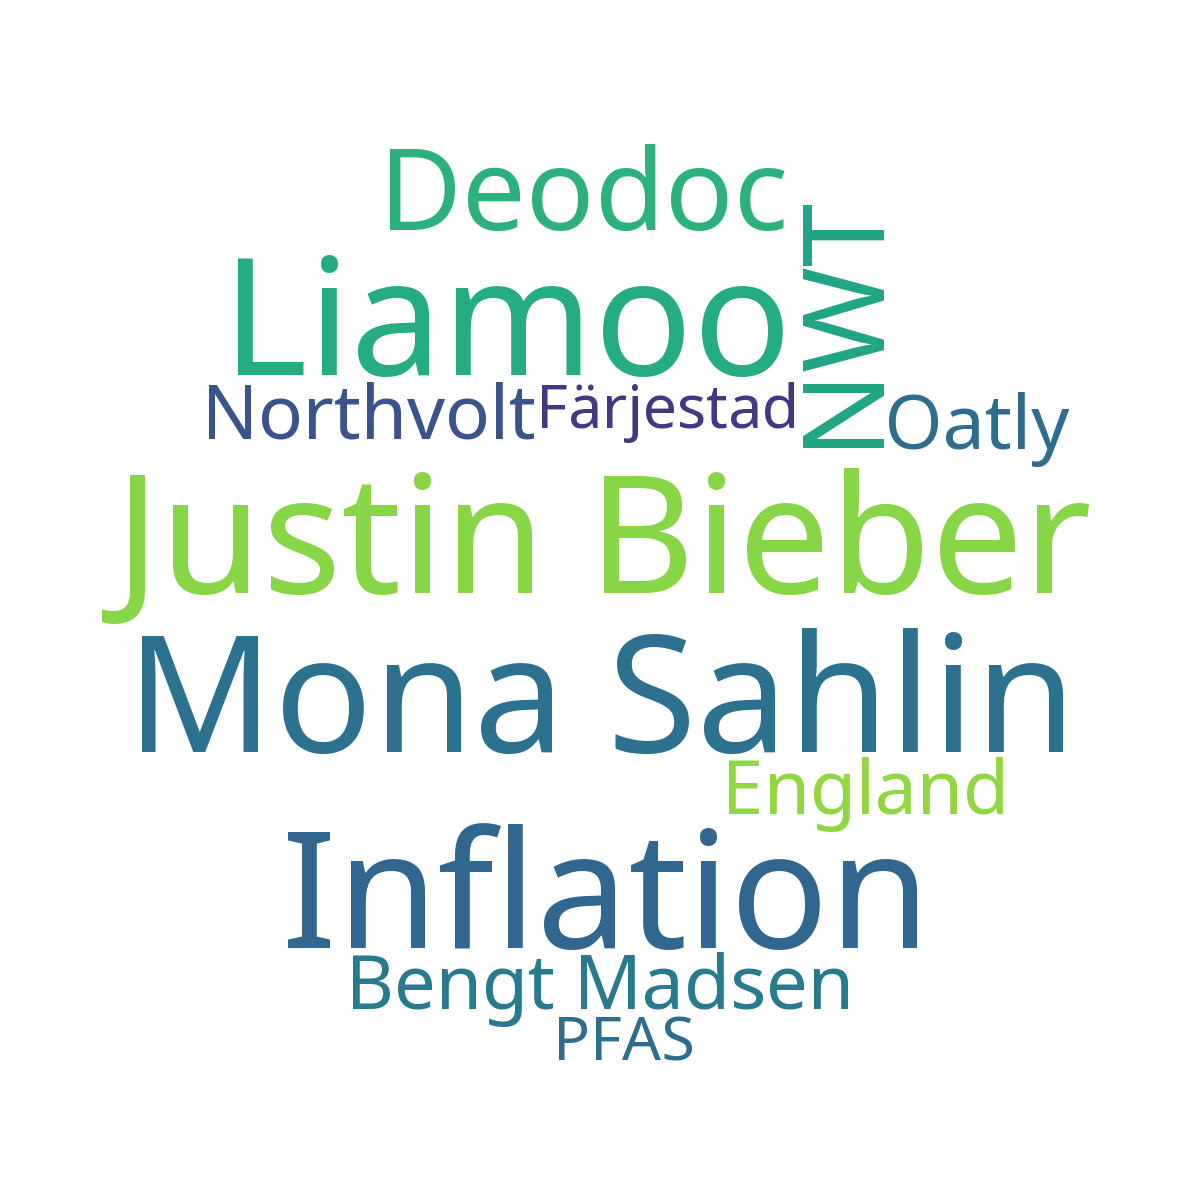 Deodoc
NWT
Liamoo
Northvolt
Färjestad
Oatly
Justin Bieber
Mona Sahlin
England
Inflation
Bengt Madsen
PFAS